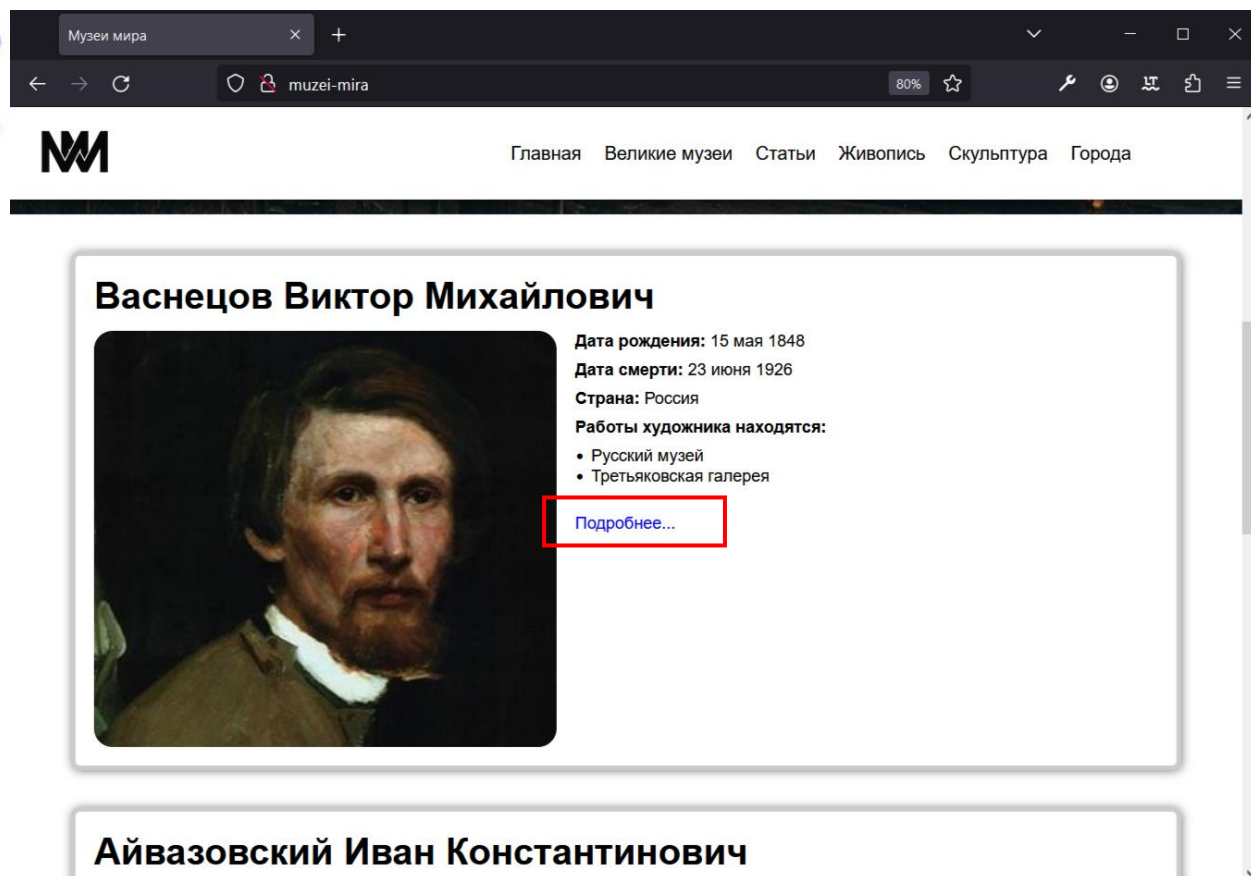 Музеи мира
muzei-mira
80%
NM
Главная Великие музеи Статьи Живопись Скульптура Города
Васнецов Виктор Михайлович
Дата рождения: 15 мая 1848
Дата смерти: 23 июня 1926
Страна: Россия
Работы художника находятся:
• Русский музей
• Третьяковская галерея
Подробнее...
Айвазовский Иван Константинович